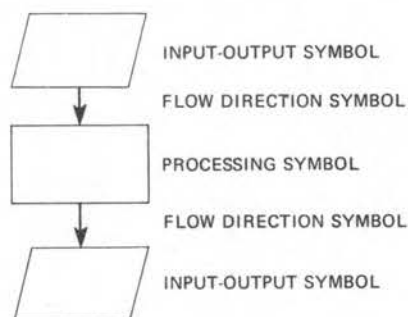 INPUT-OUTPUT SYMBOL
FLOW DIRECTION SYMBOL
PROCESSING SYMBOL
FLOW DIRECTION SYMBOL
INPUT-OUTPUT SYMBOL